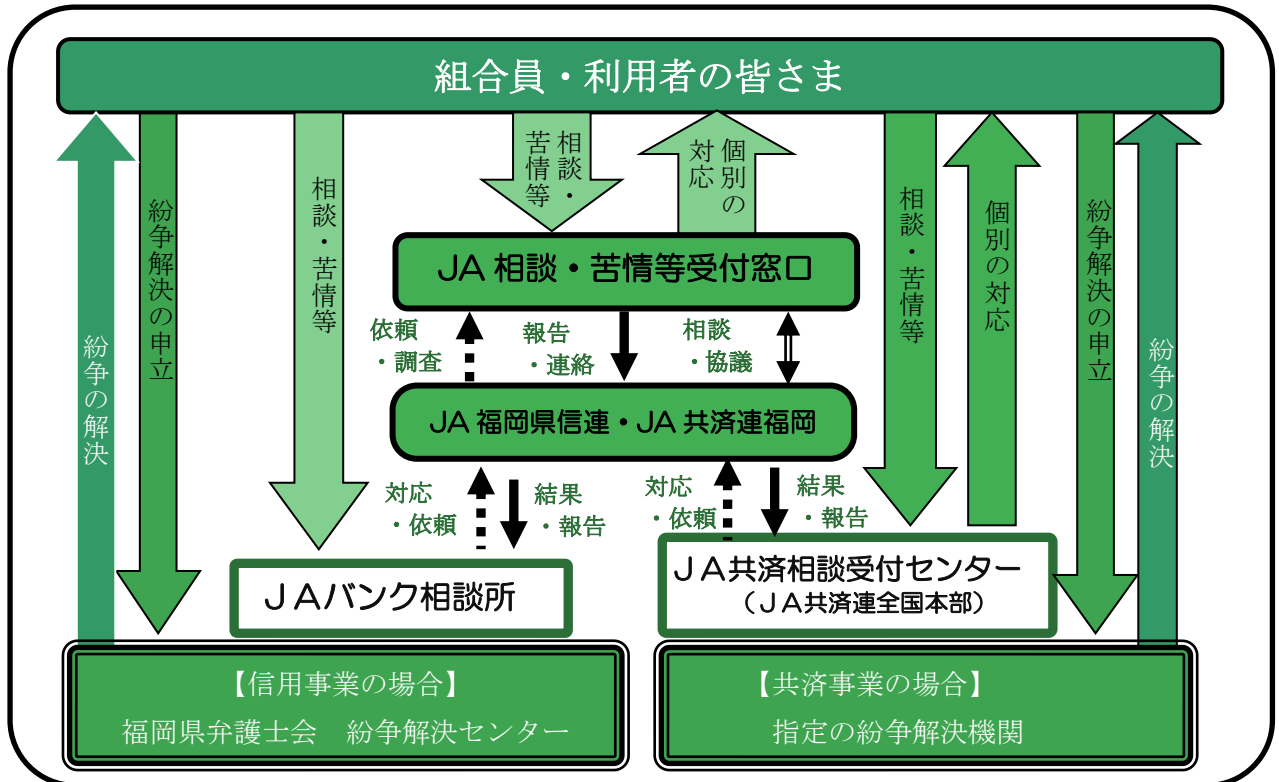 組合員・利用者の皆さま
紛争の解決
紛争解決の申立
相談・苦情等
相談・
苦情等
個別の
対応
相談・苦情等
個別の対応
紛争解決の申立
紛争の解決
JA 相談・苦情等受付窓口
依頼
・調査
報告
・連絡
相談
・協議
JA 福岡県信連・JA 共済連福岡
対応
・依頼
結果
・報告
対応
・依頼
結果
・報告
ＪＡバンク相談所
ＪＡ共済相談受付センター
（ＪＡ共済連全国本部）
【信用事業の場合】
福岡県弁護士会　紛争解決センター
【共済事業の場合】
指定の紛争解決機関